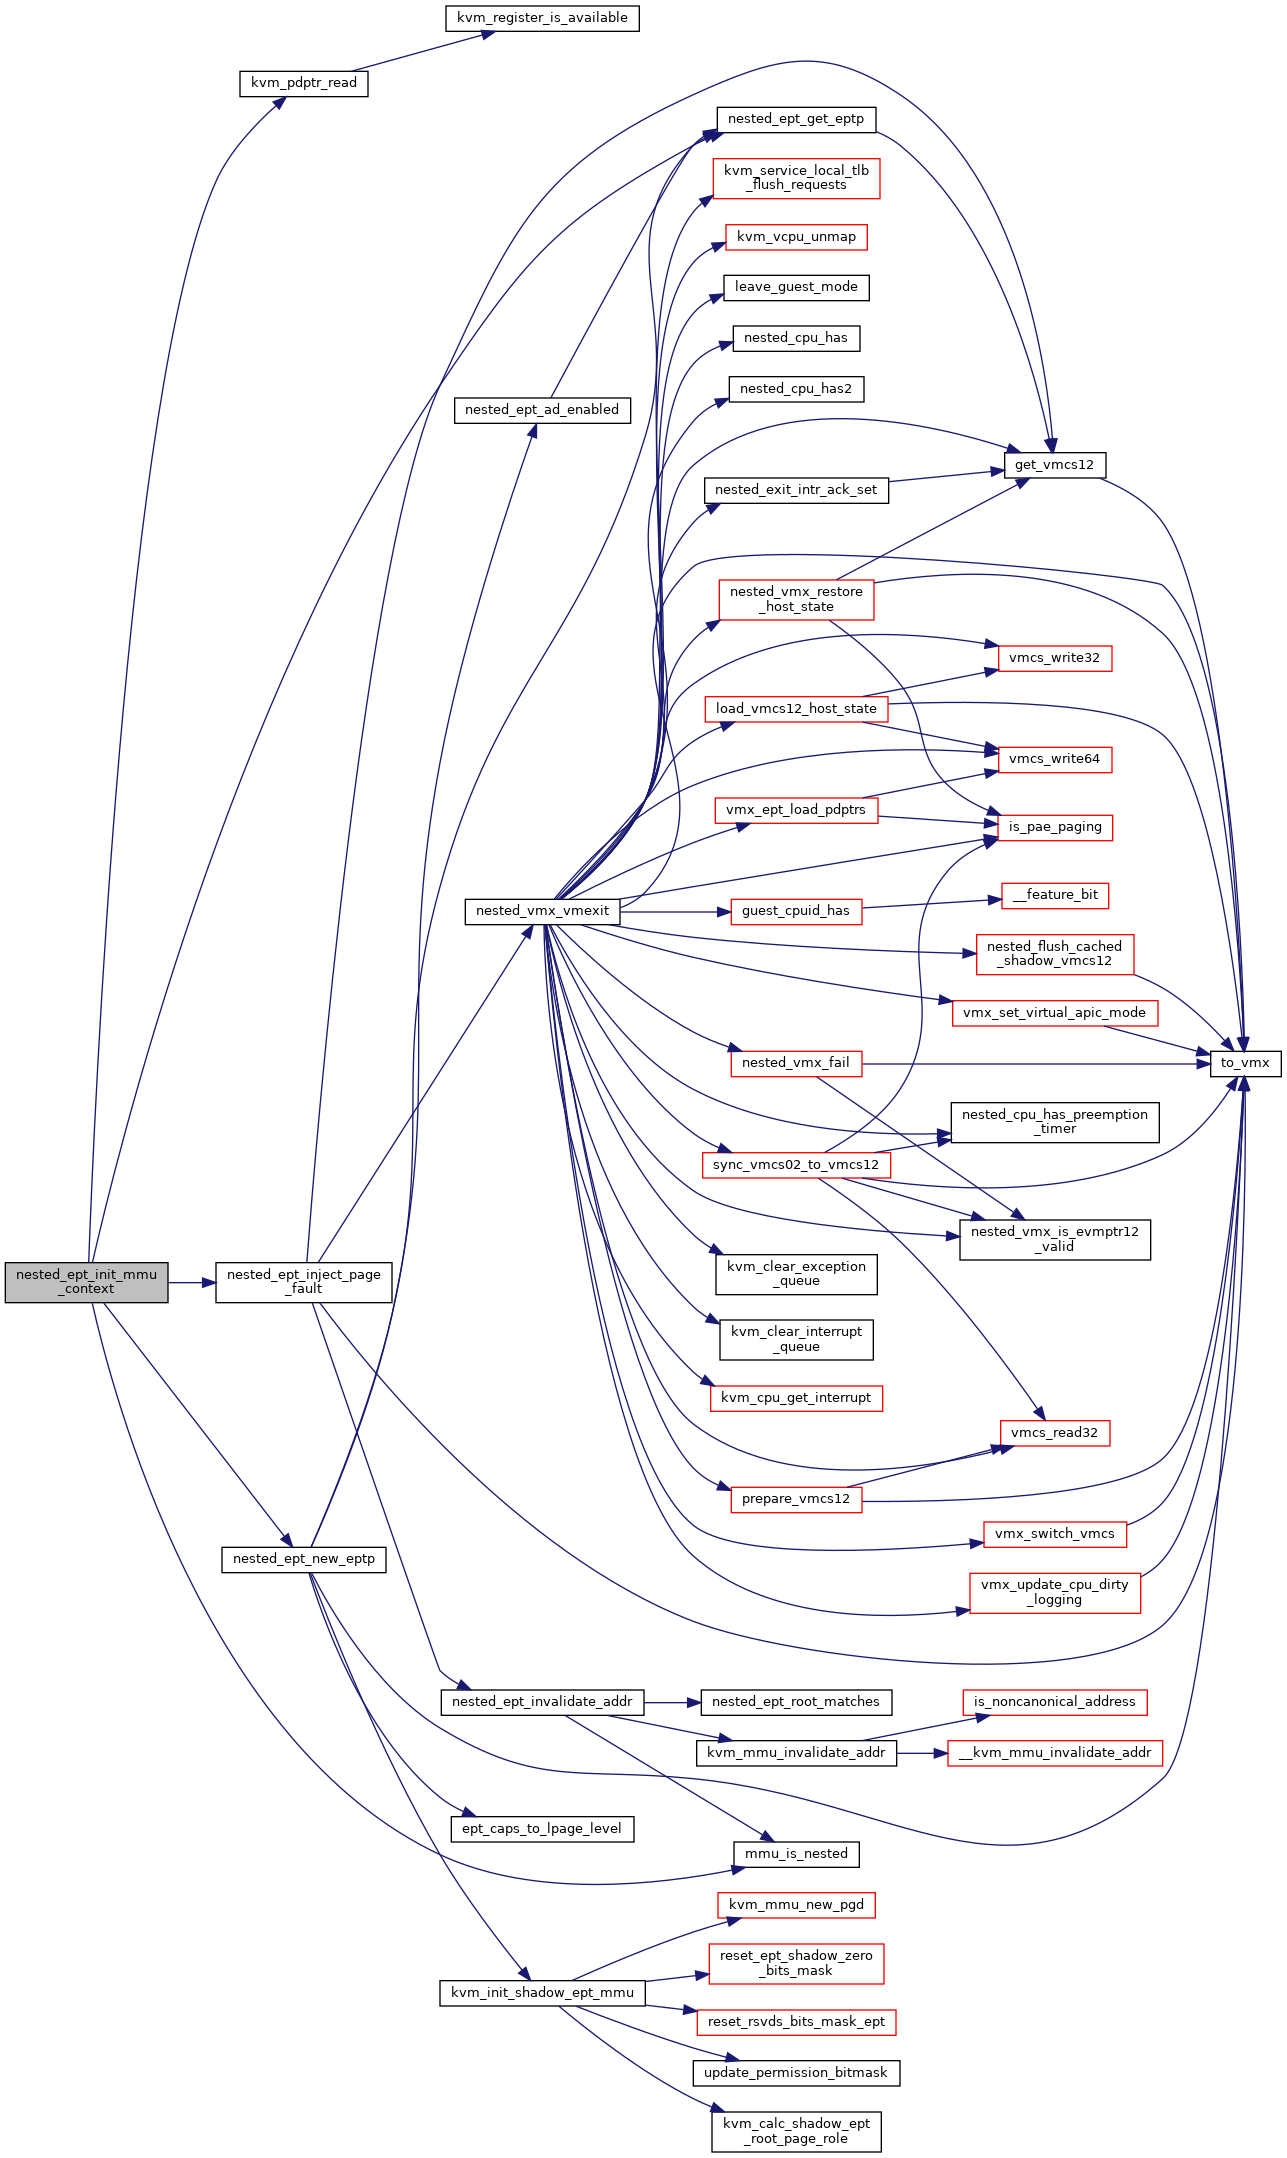 kvm_register_is_available
kvm_pdptr_read
nested_ept_get_eptp
kvm_service_local_tlb
_flush_requests
kvm_vcpu_unmap
leave_guest_mode
nested_cpu_has
nested_cpu_has2
nested_ept_ad_enabled
get_vmcs12
nested_exit_intr_ack_set
nested_vmx_restore
_host_state
vmcs_write32
load_vmcs12_host_state
vmcs_write64
vmx_ept_load_pdptrs
is_pae_paging
__feature_bit
nested_vmx_vmexit
guest_cpuid_has
nested_flush_cached
_shadow_vmcs12
vmx_set_virtual_apic_mode
nested_vmx_fail
to_vmx
nested_cpu_has_preemption
_timer
sync_vmcs02_to_vmcs12
nested_vmx_is_evmptr12
_valid
kvm_clear_exception
_queue
nested_ept_init_mmu
_context
nested_ept_inject_page
_fault
kvm_clear_interrupt
_queue
kvm_cpu_get_interrupt
vmcs_read32
prepare_vmcs12
vmx_switch_vmcs
nested_ept_new_eptp
vmx_update_cpu_dirty
_logging
nested_ept_invalidate_addr
nested_ept_root_matches
is_noncanonical_address
kvm_mmu_invalidate_addr
__kvm_mmu_invalidate_addr
ept_caps_to_lpage_level
mmu_is_nested
kvm_mmu_new_pgd
reset_ept_shadow_zero
_bits_mask
kvm_init_shadow_ept_mmu
reset_rsvds_bits_mask_ept
update_permission_bitmask
kvm_calc_shadow_ept
_root_page_role